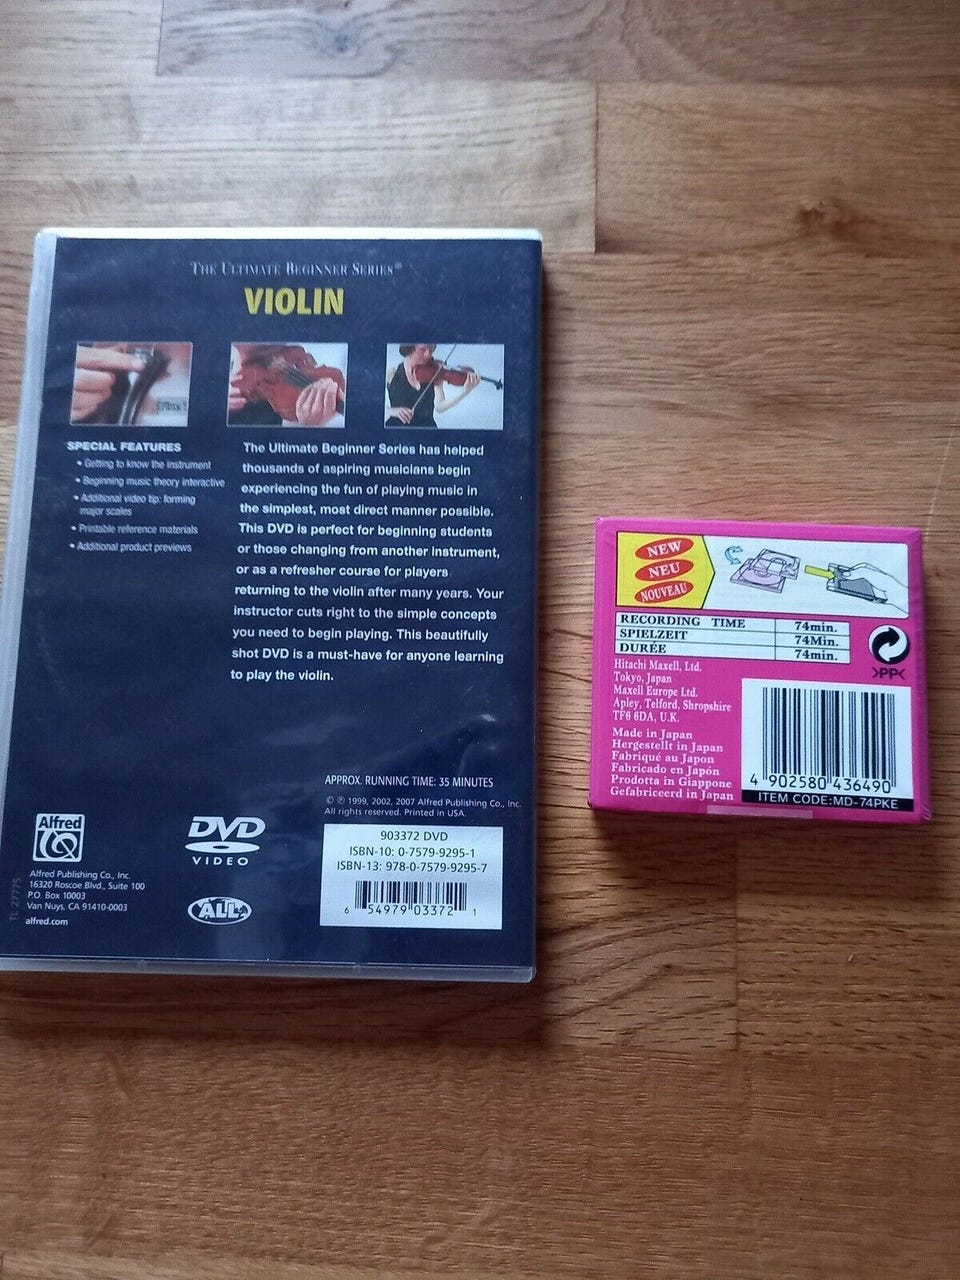 THE ULTIMATE BEGINNER SERIES®
VIOLIN
SPECIAL FEATURES
• Getting to know the instrument
• Beginning music theory interactive
• Additional video tip: forming
major scales
• Printable reference materials
• Additional product previews
The Ultimate Beginner Series has helped
thousands of aspiring musicians begin
experiencing the fun of playing music in
the simplest, most direct manner possible.
This DVD is perfect for beginning students
or those changing from another instrument,
or as a refresher course for players
returning to the violin after many years. Your
instructor cuts right to the simple concepts
you need to begin playing. This beautifully
shot DVD is a must-have for anyone learning
to play the violin.
APPROX. RUNNING TIME: 35 MINUTES
© ℗ 1999, 2002, 2007 Alfred Publishing Co., Inc.
All rights reserved. Printed in USA.
Alfred
Alfred Publishing Co., Inc.
16320 Roscoe Blvd., Suite 100
P.O. Box 10003
Van Nuys, CA 91410-0003
alfred.com
TL 27775
DVD
VIDEO
ALL
903372 DVD
ISBN-10: 0-7579-9295-1
ISBN-13: 978-0-7579-9295-7
6 54979 03372 1
NEW
NEU
NOUVEAU
RECORDING TIME 74min.
SPIELZEIT 74Min.
DURÉE 74min.
Hitachi Maxell, Ltd.
Tokyo, Japan
Maxell Europe Ltd.
Apley, Telford, Shropshire
TF6 6DA, U.K.
Made in Japan
Hergestellt in Japan
Fabriqué au Japon
Fabricado en Japón
Prodotta in Giappone
Gefabriceerd in Japan
>PP<
4 902580 436490
ITEM CODE:MD-74PKE